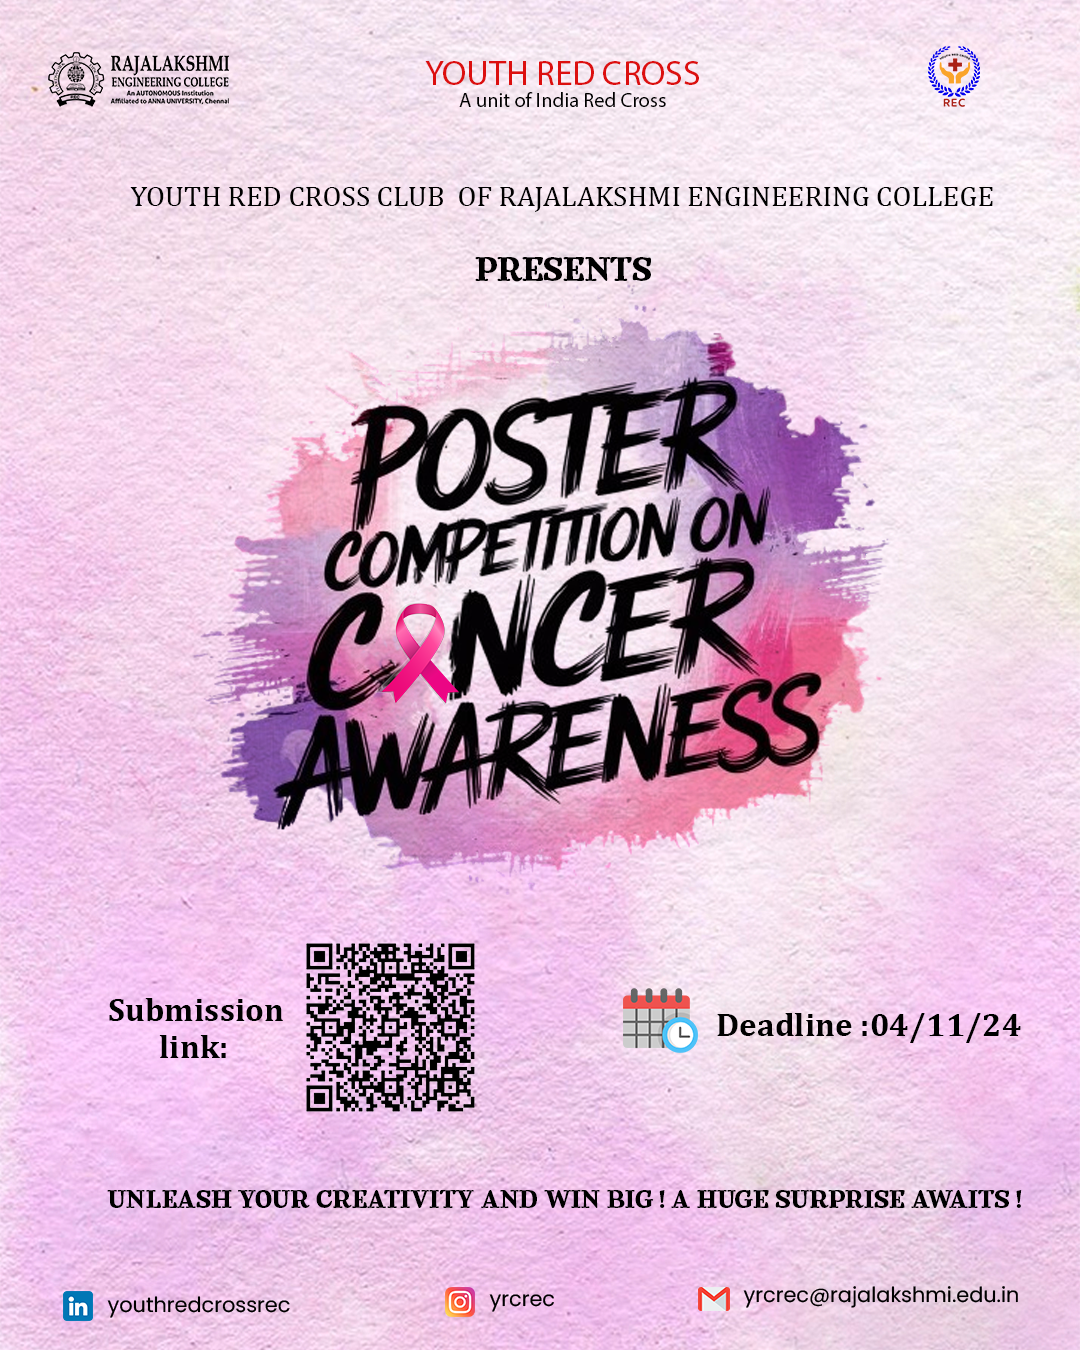 RAJALAKSHMI
ENGINEERING COLLEGE
An AUTONOMOUS Institution
Affiliated to ANNA UNIVERSITY, Chennai
YOUTH RED CROSS
A unit of India Red Cross
REC
YOUTH RED CROSS CLUB OF RAJALAKSHMI ENGINEERING COLLEGE
PRESENTS
POSTER
COMPETITION ON
CANCER
AWARENESS
Submission
link:
Deadline :04/11/24
UNLEASH YOUR CREATIVITY AND WIN BIG ! A HUGE SURPRISE AWAITS !
youthredcrossrec
yrcrec
yrcrec@rajalakshmi.edu.in